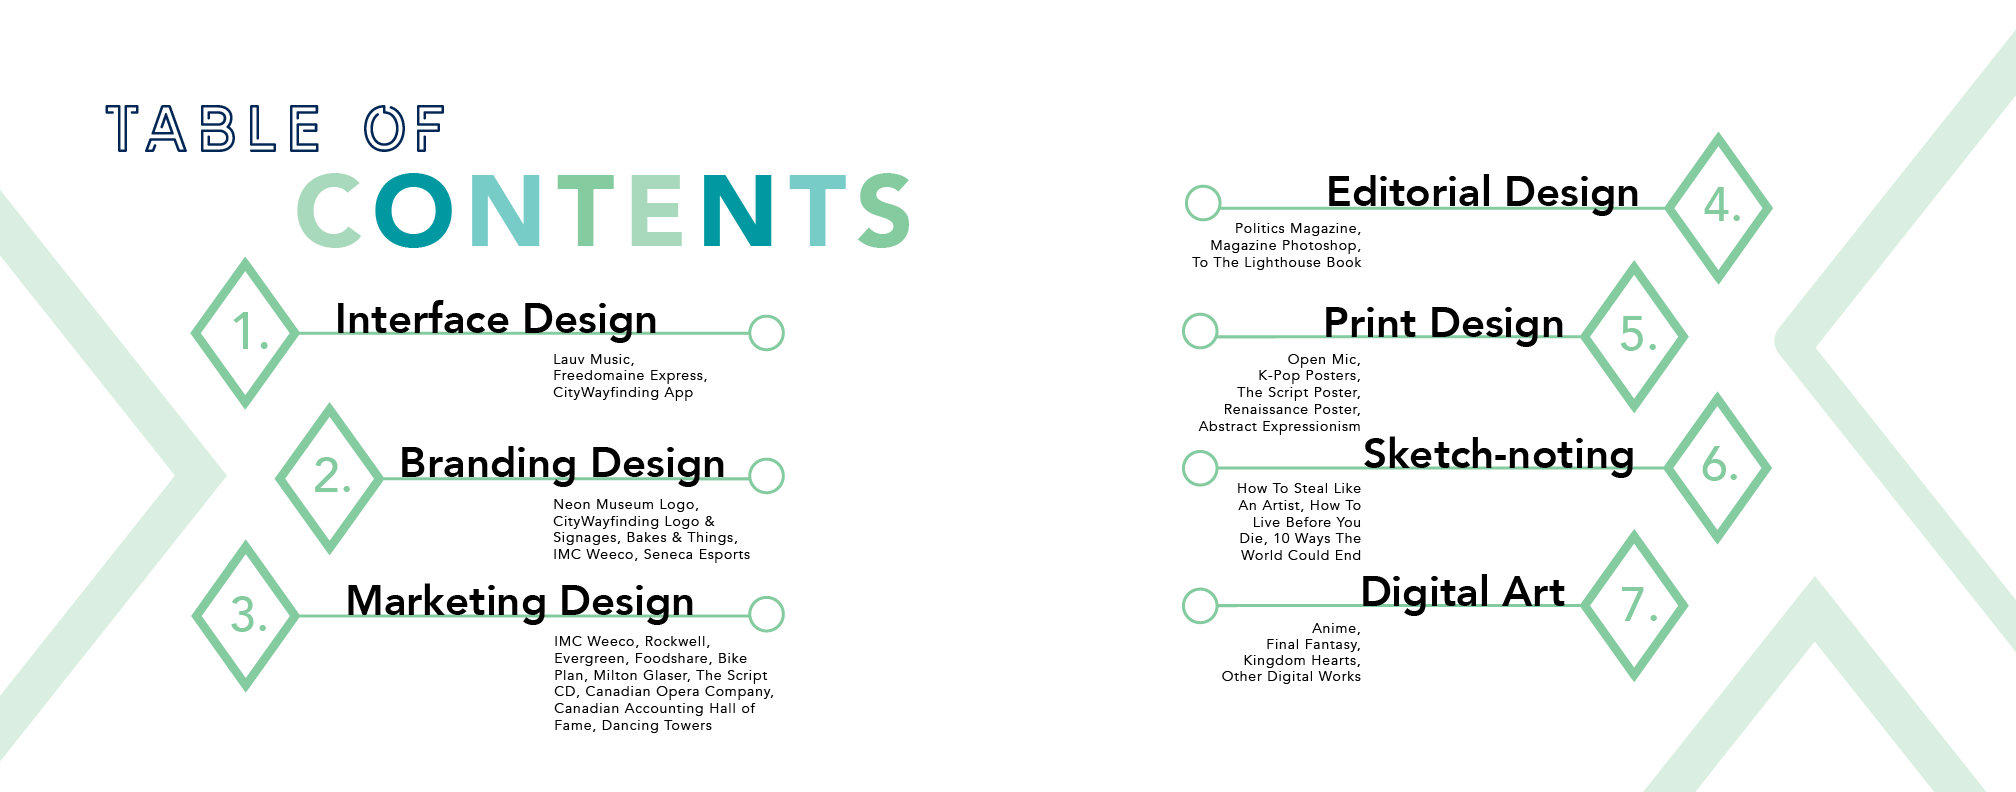 TABLE OF
CONTENTS
1.
Interface Design
Lauv Music,
Freedomaine Express,
CityWayfinding App
2.
Branding Design
Neon Museum Logo,
CityWayfinding Logo &
Signages, Bakes & Things,
IMC Weeco, Seneca Esports
3.
Marketing Design
IMC Weeco, Rockwell,
Evergreen, Foodshare, Bike
Plan, Milton Glaser, The Script
CD, Canadian Opera Company,
Canadian Accounting Hall of
Fame, Dancing Towers
Editorial Design
4.
Politics Magazine,
Magazine Photoshop,
To The Lighthouse Book
Print Design
5.
Open Mic,
K-Pop Posters,
The Script Poster,
Renaissance Poster,
Abstract Expressionism
Sketch-noting
6.
How To Steal Like
An Artist, How To
Live Before You
Die, 10 Ways The
World Could End
Digital Art
7.
Anime,
Final Fantasy,
Kingdom Hearts,
Other Digital Works